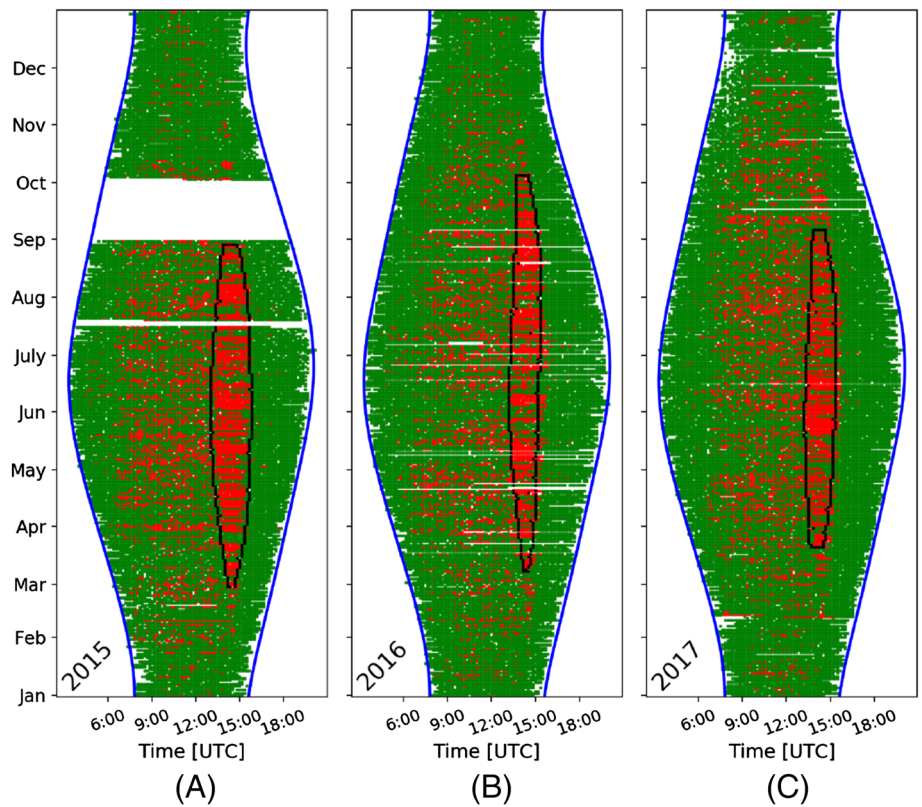 Dec
Nov
Oct
Sep
Aug
July
Jun
May
Apr
Mar
Feb
Jan
2015
2016
2017
6:00 9:00 12:00 15:00 18:00
6:00 9:00 12:00 15:00 18:00
6:00 9:00 12:00 15:00 18:00
Time [UTC] Time [UTC] Time [UTC]
(A) (B) (C)